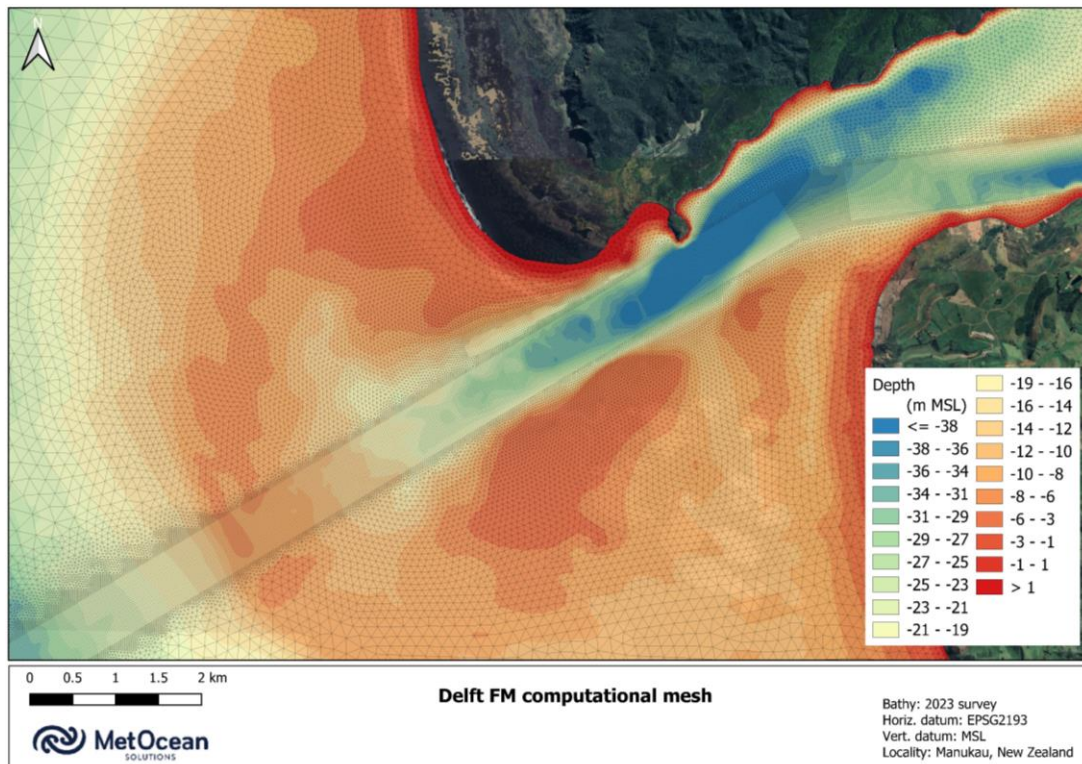 N
Depth
(m MSL)
<= -38
-38 - -36
-36 - -34
-34 - -31
-31 - -29
-29 - -27
-27 - -25
-25 - -23
-23 - -21
-21 - -19
-19 - -16
-16 - -14
-14 - -12
-12 - -10
-10 - -8
-8 - -6
-6 - -3
-3 - -1
-1 - 1
> 1
0 0.5 1 1.5 2 km
MetOcean
SOLUTIONS
Delft FM computational mesh
Bathy: 2023 survey
Horiz. datum: EPSG2193
Vert. datum: MSL
Locality: Manukau, New Zealand